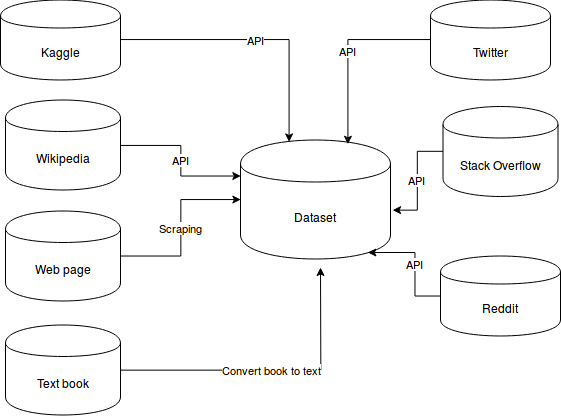 Kaggle
API
API
Twitter
Wikipedia
API
Stack Overflow
API
Dataset
Scraping
Web page
API
Reddit
Text book
Convert book to text